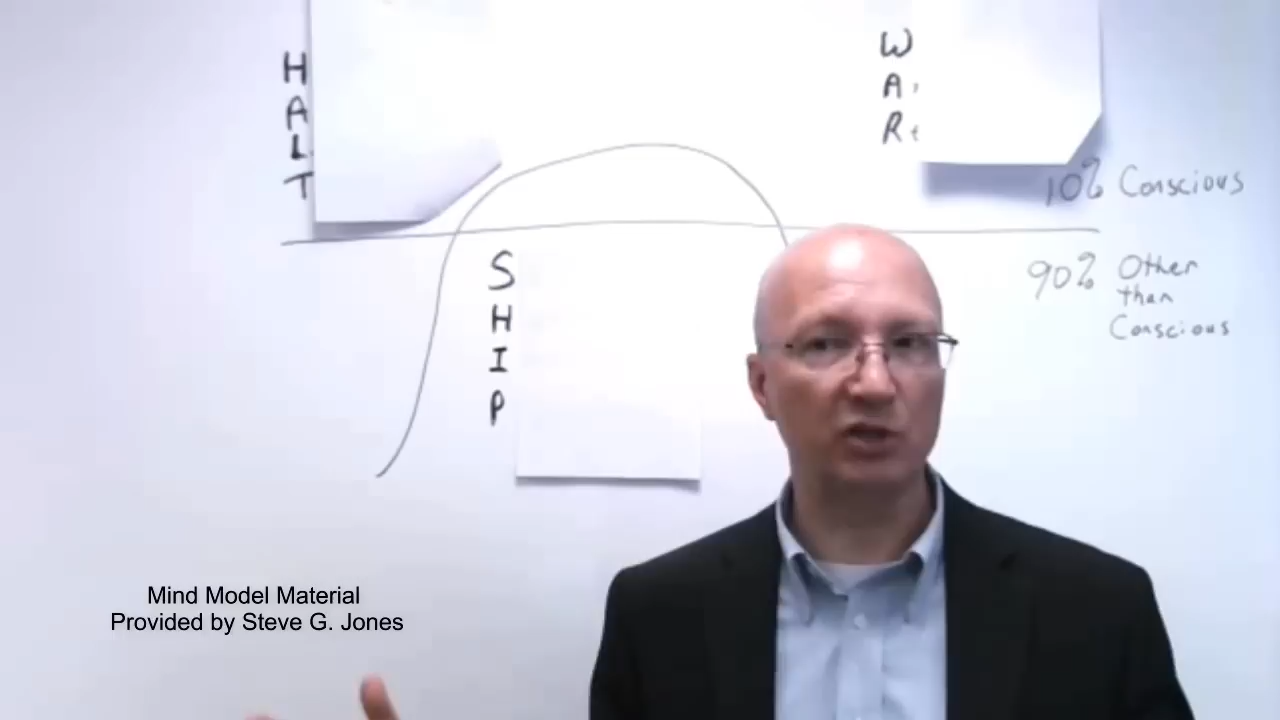 H
A
L
T
W
A
R
10% Conscious
90% Other
than
Conscious
S
H
I
P
Mind Model Material
Provided by Steve G. Jones